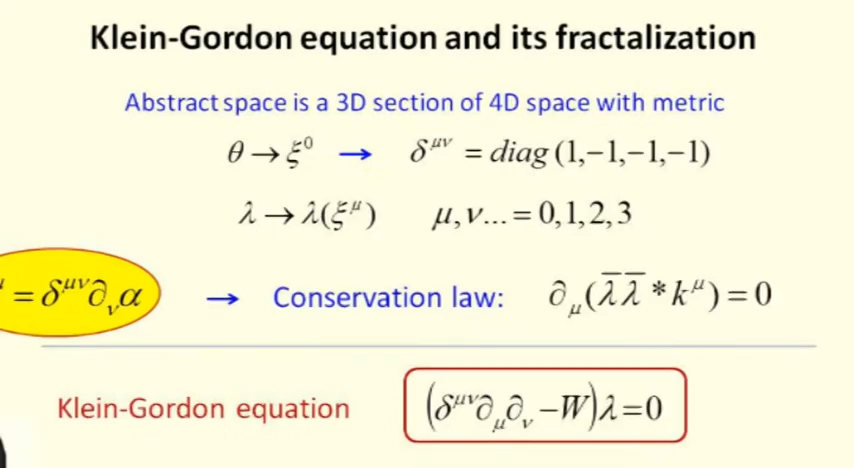 Klein-Gordon equation and its fractalization
Abstract space is a 3D section of 4D space with metric
θ → ξ⁰ → δ^{μν} = diag (1,−1,−1,−1)
λ → λ(ξ^μ) μ,ν... = 0,1,2,3
= δ^{μν}∂_ν α → Conservation law: ∂_μ(λ̅ λ̅ * k^μ) = 0
Klein-Gordon equation (δ^{μν}∂_μ∂_ν −W)λ=0